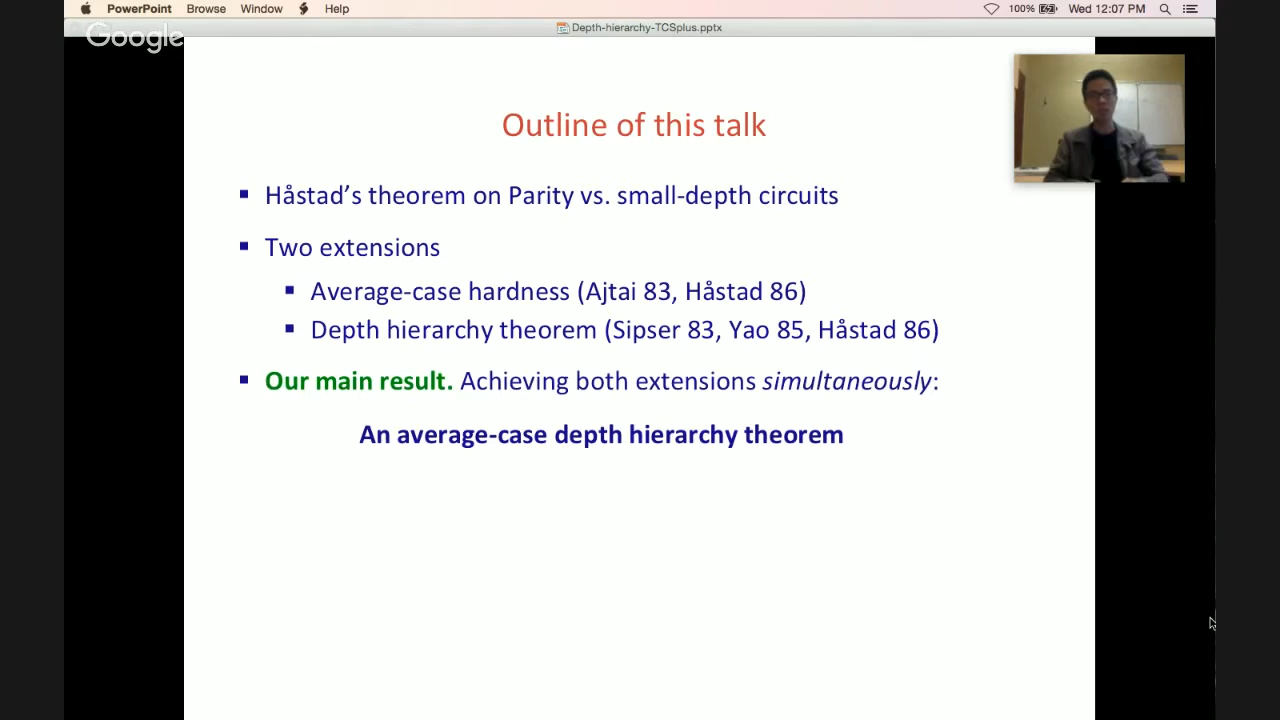 PowerPoint Browse Window Help 100% Wed 12:07 PM
Google
Depth-hierarchy-TCSplus.pptx
Outline of this talk
Håstad’s theorem on Parity vs. small-depth circuits
Two extensions
Average-case hardness (Ajtai 83, Håstad 86)
Depth hierarchy theorem (Sipser 83, Yao 85, Håstad 86)
Our main result. Achieving both extensions simultaneously:
An average-case depth hierarchy theorem